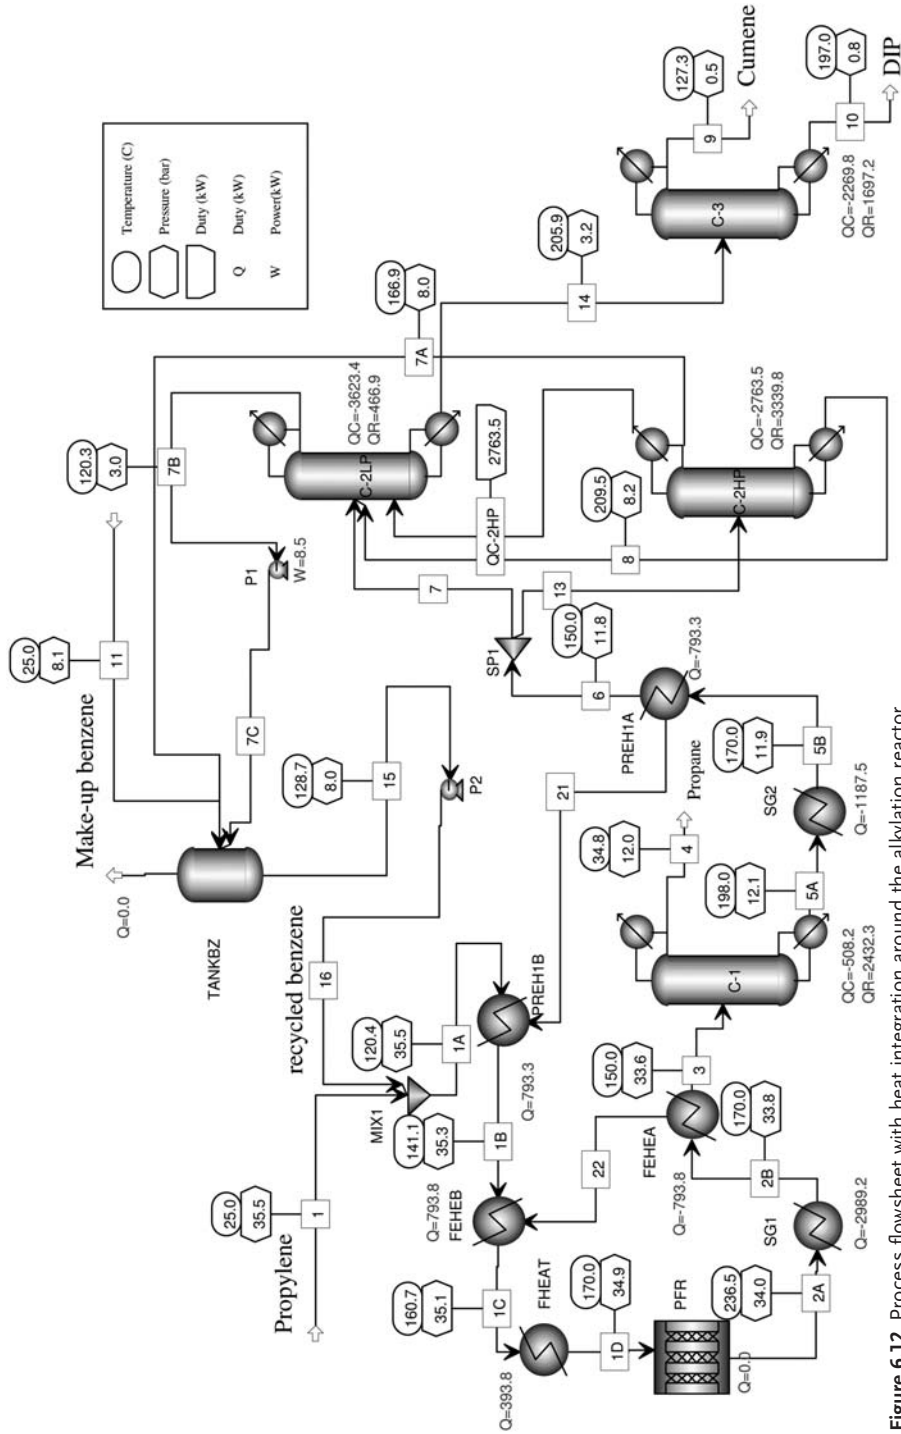 Temperature (C)
Pressure (bar)
Duty (kW)
Q Duty (kW)
W Power(kW)
Make-up benzene
25.0
8.1
11
120.3
3.0
7B
Q=0.0
TANKBZ
7C
P1
W=8.5
128.7
8.0
15
P2
recycled benzene
16
Propylene
25.0
35.5
1
MIX1
120.4
35.5
1A
PREH1B
Q=793.3
141.1
35.3
1B
Q=793.8
FEHEB
160.7
35.1
1C
FHEAT
Q=393.8
170.0
34.9
1D
PFR
Q=0.0
236.5
34.0
2A
SG1
Q=-2989.2
170.0
33.8
2B
FEHEA
Q=-793.8
22
150.0
33.6
3
C-1
QC=-508.2
QR=2432.3
34.8
12.0
4
Propane
198.0
12.1
5A
SG2
Q=-1187.5
170.0
11.9
5B
PREH1A
Q=-793.3
21
150.0
11.8
6
SP1
7
13
C-2LP
QC=-3623.4
QR=466.9
166.9
8.0
7A
2763.5
QC-2HP
209.5
8.2
8
C-2HP
QC=-2763.5
QR=3339.8
205.9
3.2
14
C-3
QC=-2269.8
QR=1697.2
127.3
0.5
9
Cumene
197.0
0.8
10
DIP
Figure 6.12 Process flowsheet with heat integration around the alkylation reactor